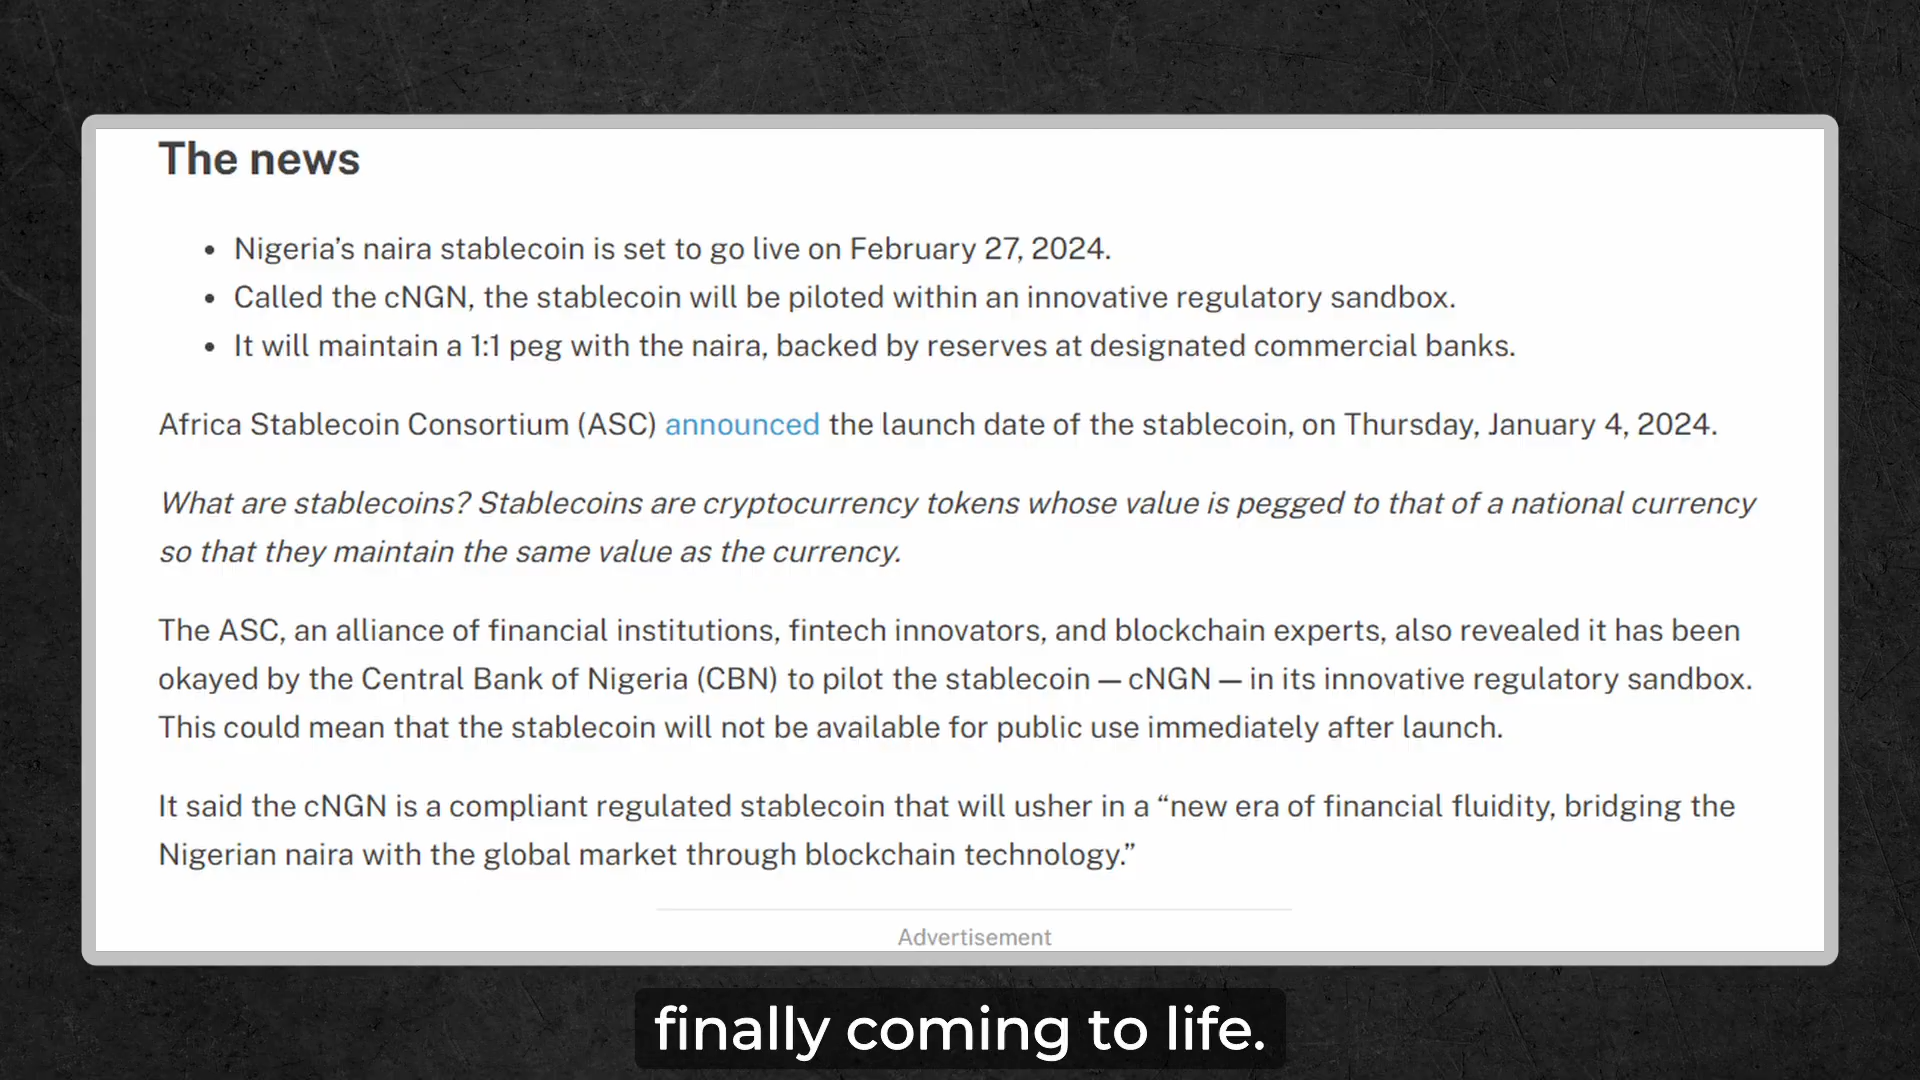 The news
• Nigeria’s naira stablecoin is set to go live on February 27, 2024.
• Called the cNGN, the stablecoin will be piloted within an innovative regulatory sandbox.
• It will maintain a 1:1 peg with the naira, backed by reserves at designated commercial banks.
Africa Stablecoin Consortium (ASC) announced the launch date of the stablecoin, on Thursday, January 4, 2024.
What are stablecoins? Stablecoins are cryptocurrency tokens whose value is pegged to that of a national currency
so that they maintain the same value as the currency.
The ASC, an alliance of financial institutions, fintech innovators, and blockchain experts, also revealed it has been
okayed by the Central Bank of Nigeria (CBN) to pilot the stablecoin — cNGN — in its innovative regulatory sandbox.
This could mean that the stablecoin will not be available for public use immediately after launch.
It said the cNGN is a compliant regulated stablecoin that will usher in a “new era of financial fluidity, bridging the
Nigerian naira with the global market through blockchain technology.”
Advertisement
finally coming to life.